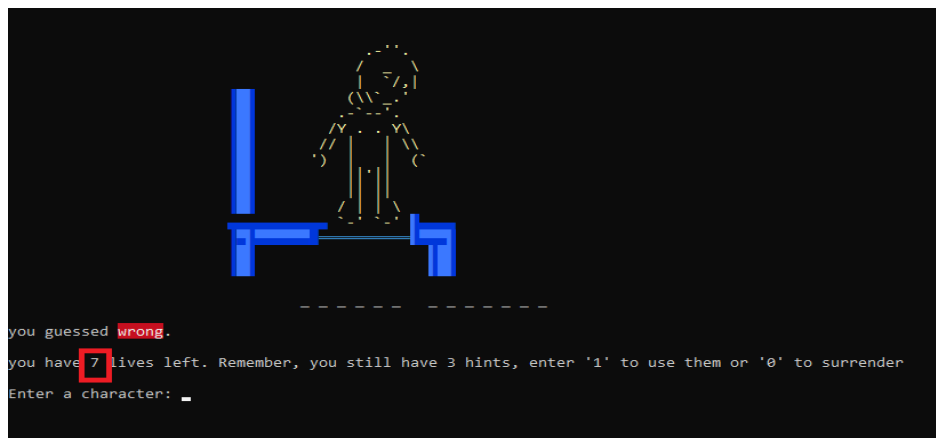 _ _ _ _ _ _  _ _ _ _ _ _ _
you guessed wrong.
you have 7 lives left. Remember, you still have 3 hints, enter '1' to use them or '0' to surrender
Enter a character: _